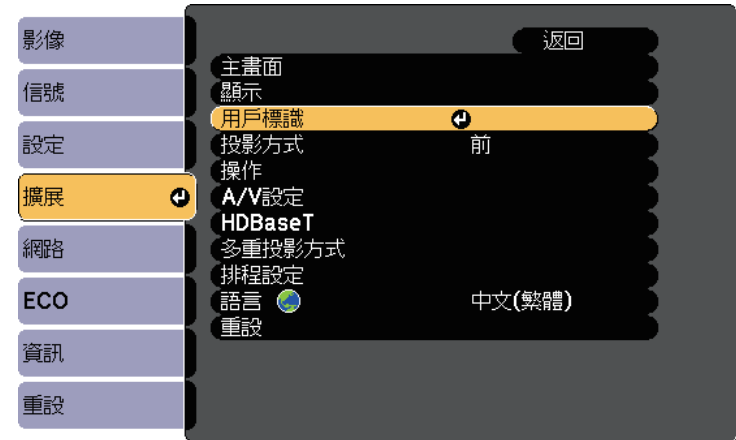 影像
信號
設定
擴展
網路
ECO
資訊
重設
返回
主畫面
顯示
用戶標識
投影方式 前
操作
A/V設定
HDBaseT
多重投影方式
排程設定
語言 中文(繁體)
重設